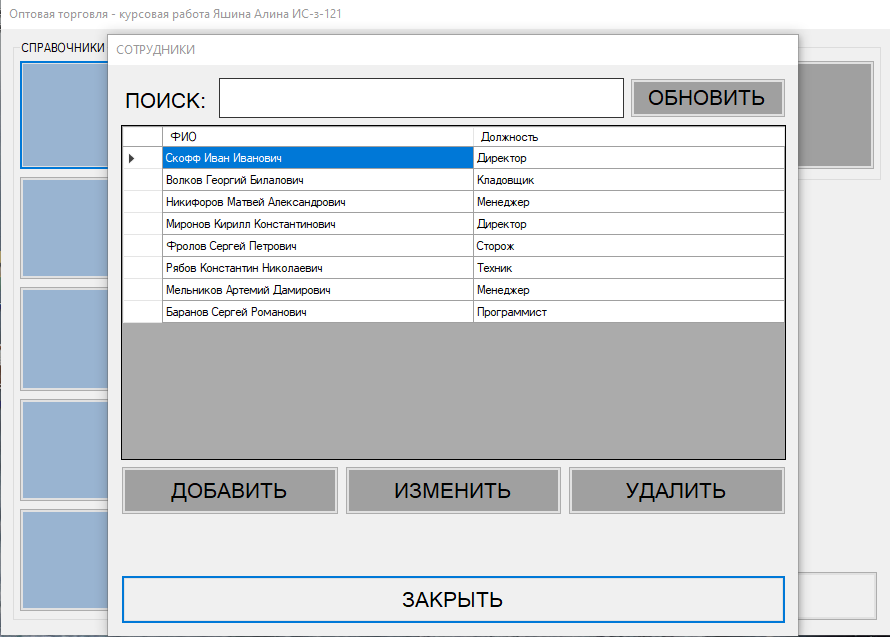 Оптовая торговля - курсовая работа Яшина Алина ИС-з-121
СПРАВОЧНИКИ
СОТРУДНИКИ
ПОИСК:
ОБНОВИТЬ
ФИО Должность
Скофф Иван Иванович Директор
Волков Георгий Билалович Кладовщик
Никифоров Матвей Александрович Менеджер
Миронов Кирилл Константинович Директор
Фролов Сергей Петрович Сторож
Рябов Константин Николаевич Техник
Мельников Артемий Дамирович Менеджер
Баранов Сергей Романович Программист
ДОБАВИТЬ ИЗМЕНИТЬ УДАЛИТЬ
ЗАКРЫТЬ